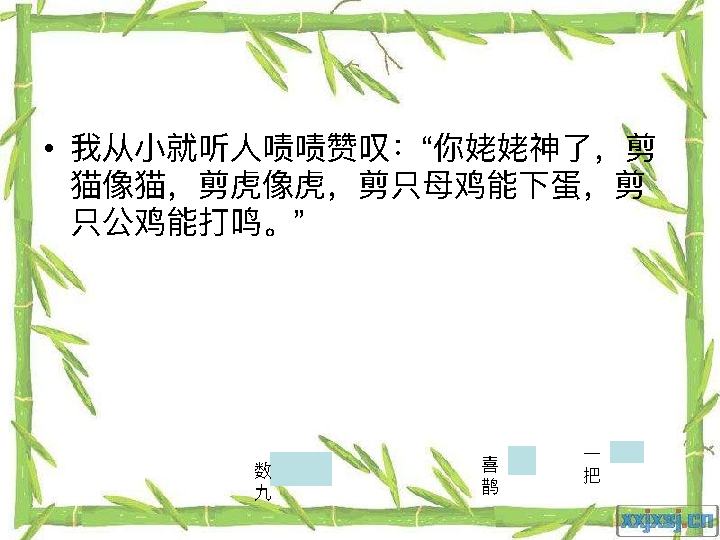 • 我从小就听人啧啧赞叹：“你姥姥神了，剪
猫像猫，剪虎像虎，剪只母鸡能下蛋，剪
只公鸡能打鸣。”
数
九
喜
鹊
一
把
xxjxsj.cn